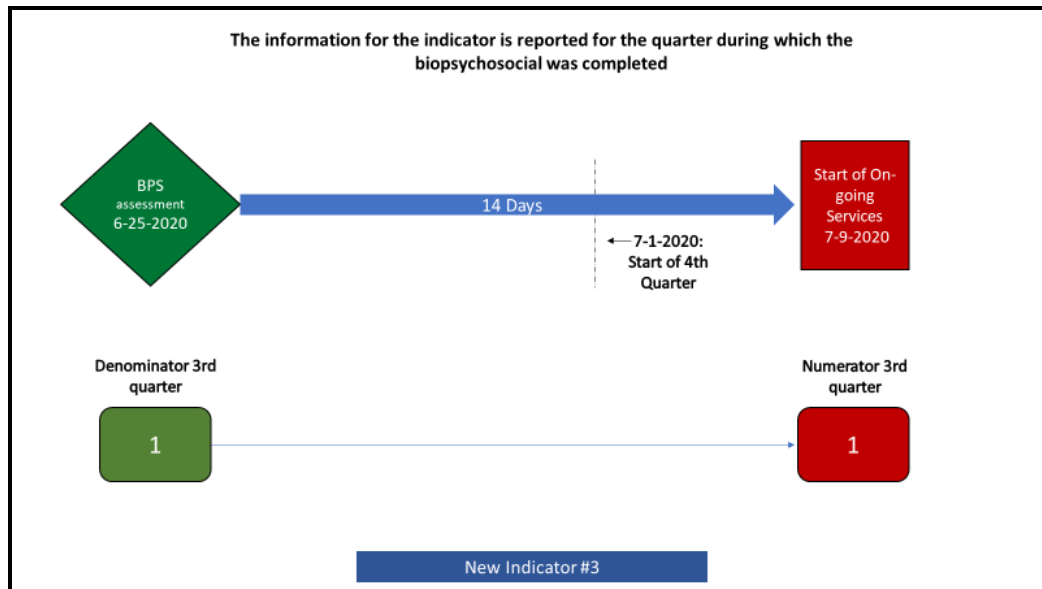 The information for the indicator is reported for the quarter during which the
biopsychosocial was completed
BPS
assessment
6-25-2020
14 Days
Start of On-
going
Services
7-9-2020
7-1-2020:
Start of 4th
Quarter
Denominator 3rd
quarter
Numerator 3rd
quarter
1
1
New Indicator #3